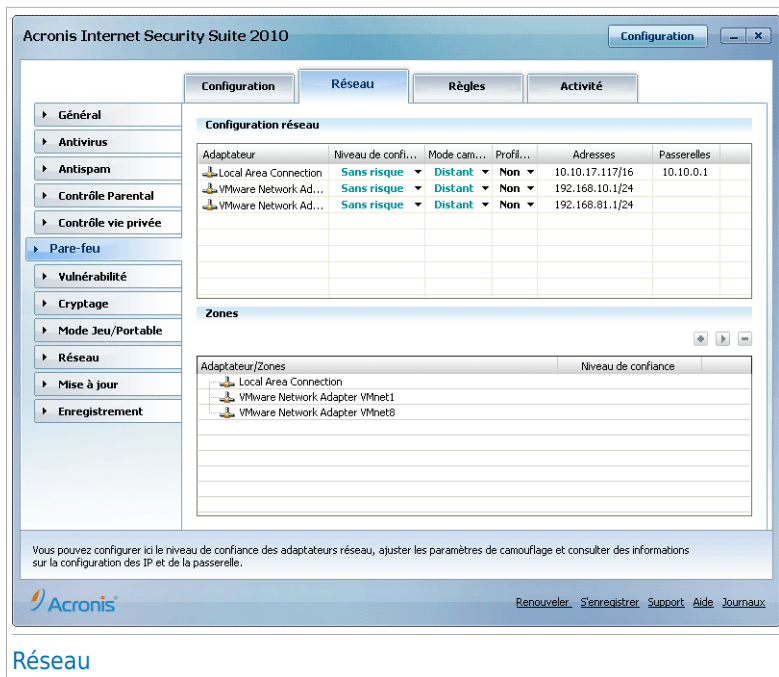 Acronis Internet Security Suite 2010
Configuration
Configuration Réseau Règles Activité
Général
Antivirus
Antispam
Contrôle Parental
Contrôle vie privée
Pare-feu
Vulnérabilité
Cryptage
Mode Jeu/Portable
Réseau
Mise à jour
Enregistrement
Configuration réseau
Adaptateur Niveau de confi... Mode cam... Profil... Adresses Passerelles
Local Area Connection Sans risque Distant Non 10.10.17.117/16 10.10.0.1
VMware Network Ad... Sans risque Distant Non 192.168.10.1/24
VMware Network Ad... Sans risque Distant Non 192.168.81.1/24
Zones
Adaptateur/Zones Niveau de confiance
Local Area Connection
VMware Network Adapter VMnet1
VMware Network Adapter VMnet8
Vous pouvez configurer ici le niveau de confiance des adaptateurs réseau, ajuster les paramètres de camouflage et consulter des informations
sur la configuration des IP et de la passerelle.
Acronis
Renouveler S'enregistrer Support Aide Journaux
Réseau